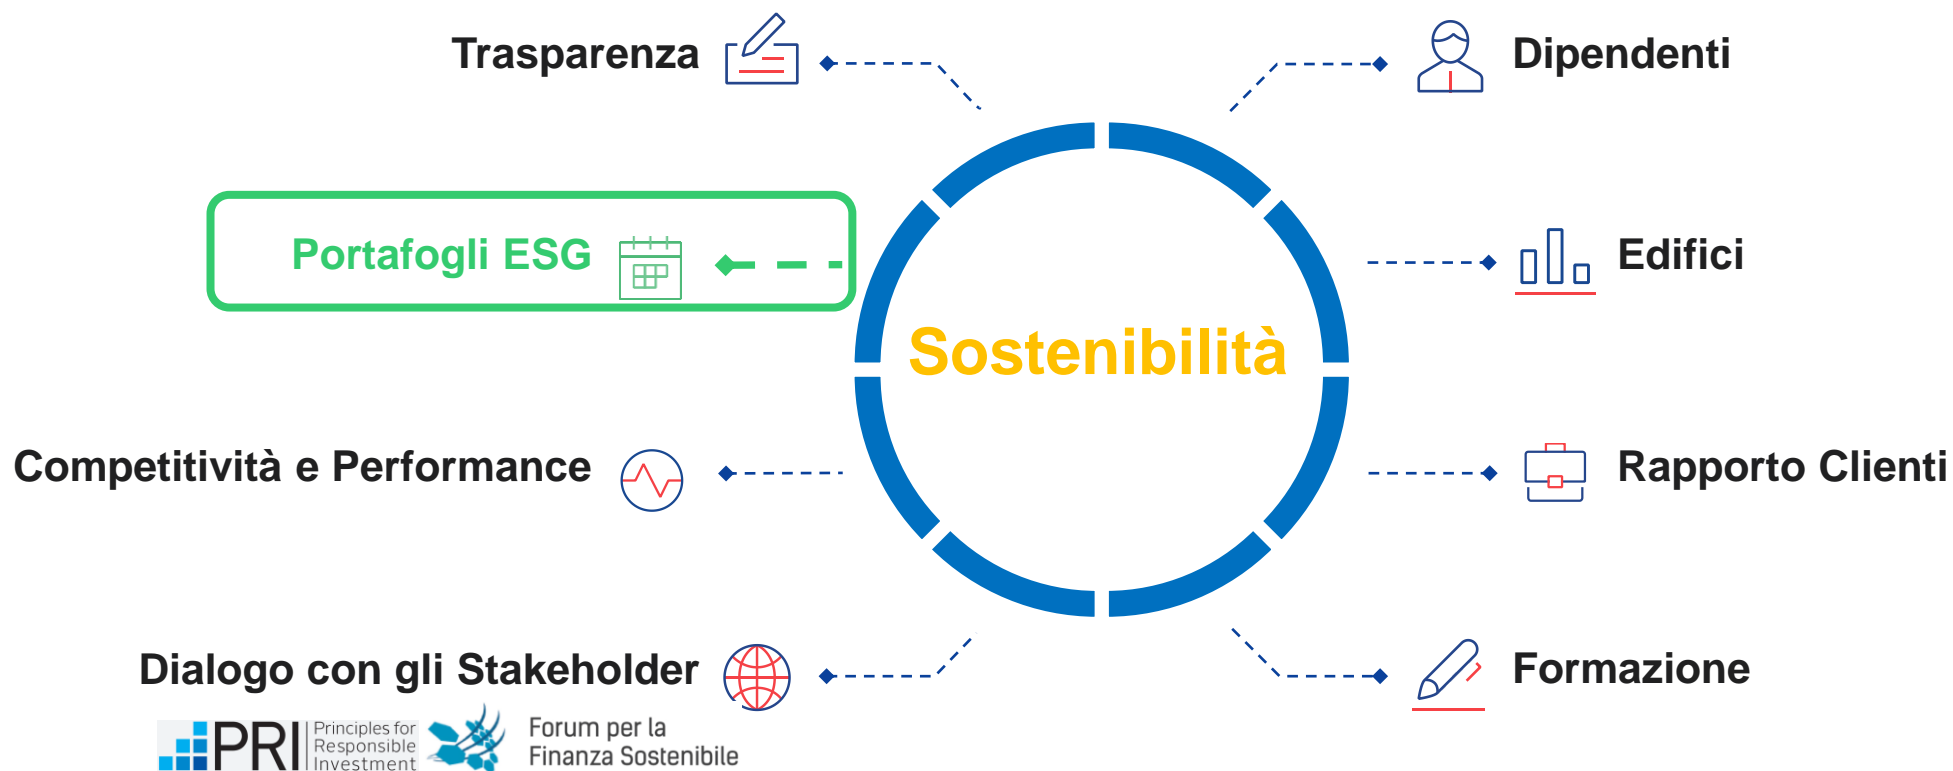 Trasparenza
Dipendenti
Portafogli ESG
Edifici
Sostenibilità
Competitività e Performance
Rapporto Clienti
Dialogo con gli Stakeholder
Formazione
PRI
Principles for
Responsible
Investment
Forum per la
Finanza Sostenibile